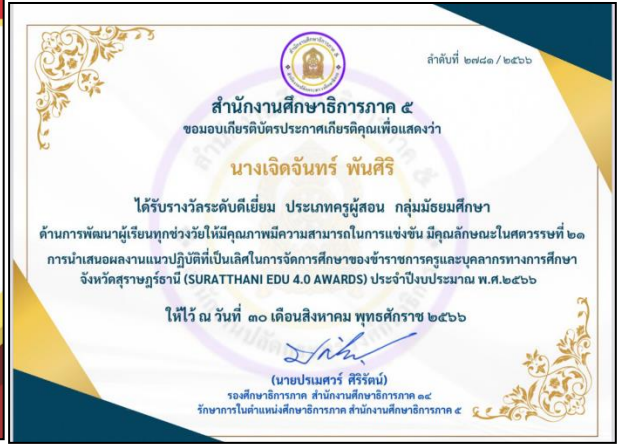 ลำดับที่ ๒๗๘๑/๒๕๖๖
สำนักงานศึกษาธิการภาค ๕
ขอมอบเกียรติบัตรประกาศเกียรติคุณเพื่อแสดงว่า
นางเจิดจันทร์ พันศิริ
ได้รับรางวัลระดับดีเยี่ยม ประเภทครูผู้สอน กลุ่มมัธยมศึกษา
ด้านการพัฒนาผู้เรียนทุกช่วงวัยให้มีคุณภาพมีความสามารถในการแข่งขัน มีคุณลักษณะในศตวรรษที่ ๒๑
การนำเสนอผลงานแนวปฏิบัติที่เป็นเลิศในการจัดการศึกษาของข้าราชการครูและบุคลากรทางการศึกษา
จังหวัดสุราษฎร์ธานี (SURATTHANI EDU 4.0 AWARDS) ประจำปีงบประมาณ พ.ศ.๒๕๖๖
ให้ไว้ ณ วันที่ ๓๐ เดือนสิงหาคม พุทธศักราช ๒๕๖๖
(นายปรเมศวร์ ศิริรัตน์)
รองศึกษาธิการภาค สำนักงานศึกษาธิการภาค ๑๔
รักษาการในตำแหน่งศึกษาธิการภาค สำนักงานศึกษาธิการภาค ๕